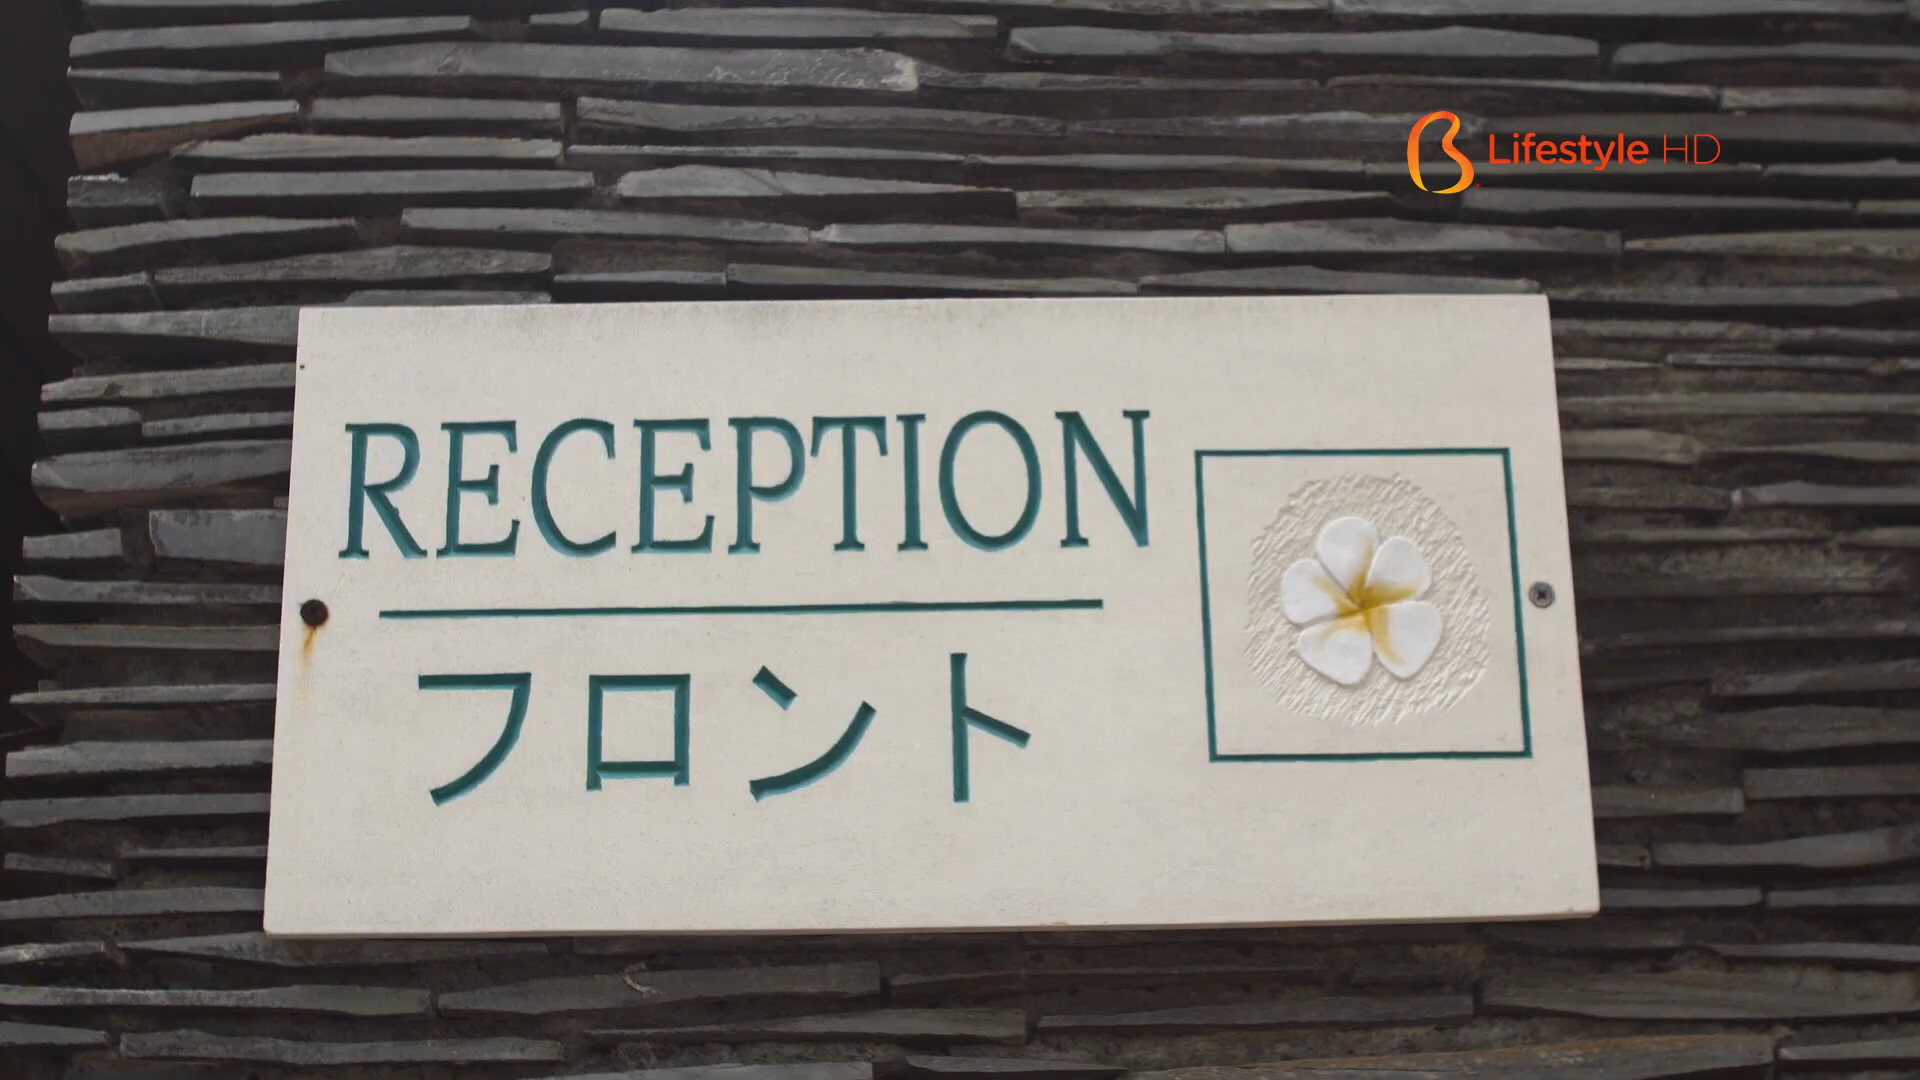 Lifestyle HD
RECEPTION
フロント